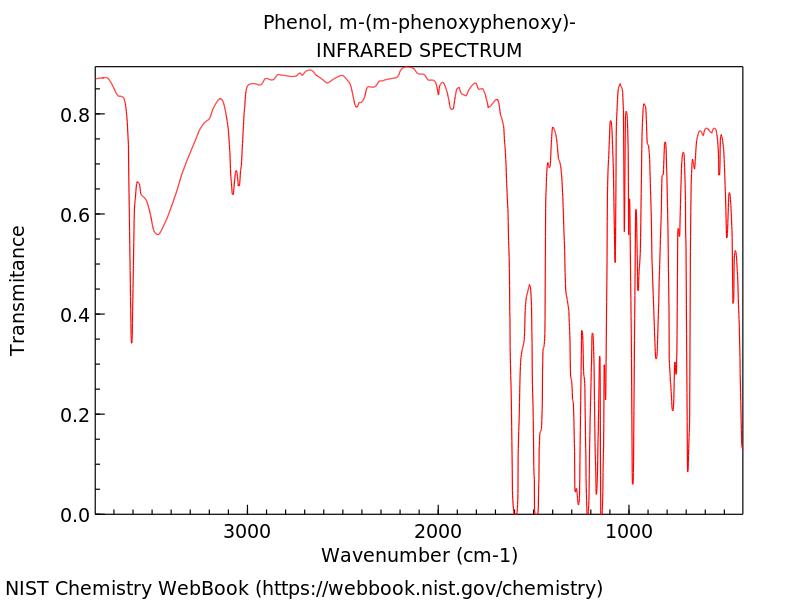 Phenol, m-(m-phenoxyphenoxy)-
INFRARED SPECTRUM
Transmitance
0.8
0.6
0.4
0.2
0.0
3000
2000
1000
Wavenumber (cm-1)
NIST Chemistry WebBook (https://webbook.nist.gov/chemistry)